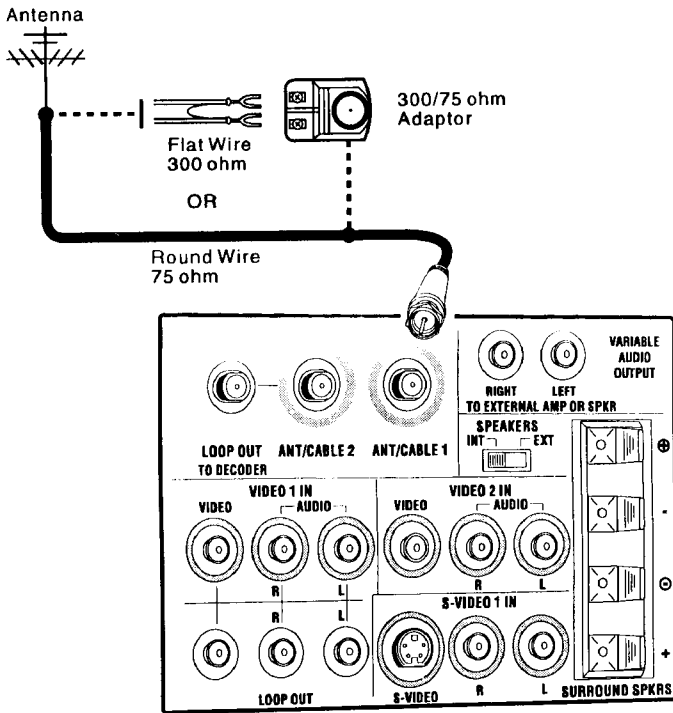 Antenna
300/75 ohm
Adaptor
Flat Wire
300 ohm
OR
Round Wire
75 ohm
VARIABLE
AUDIO
OUTPUT
RIGHT LEFT
TO EXTERNAL AMP OR SPKR
SPEAKERS
INT EXT
LOOP OUT ANT/CABLE 2 ANT/CABLE 1
TO DECODER
VIDEO 1 IN
VIDEO AUDIO
R L
VIDEO 2 IN
VIDEO AUDIO
R L
R L
LOOP OUT
S-VIDEO 1 IN
S-VIDEO R L
⊕
-
⊖
+
SURROUND SPKRS